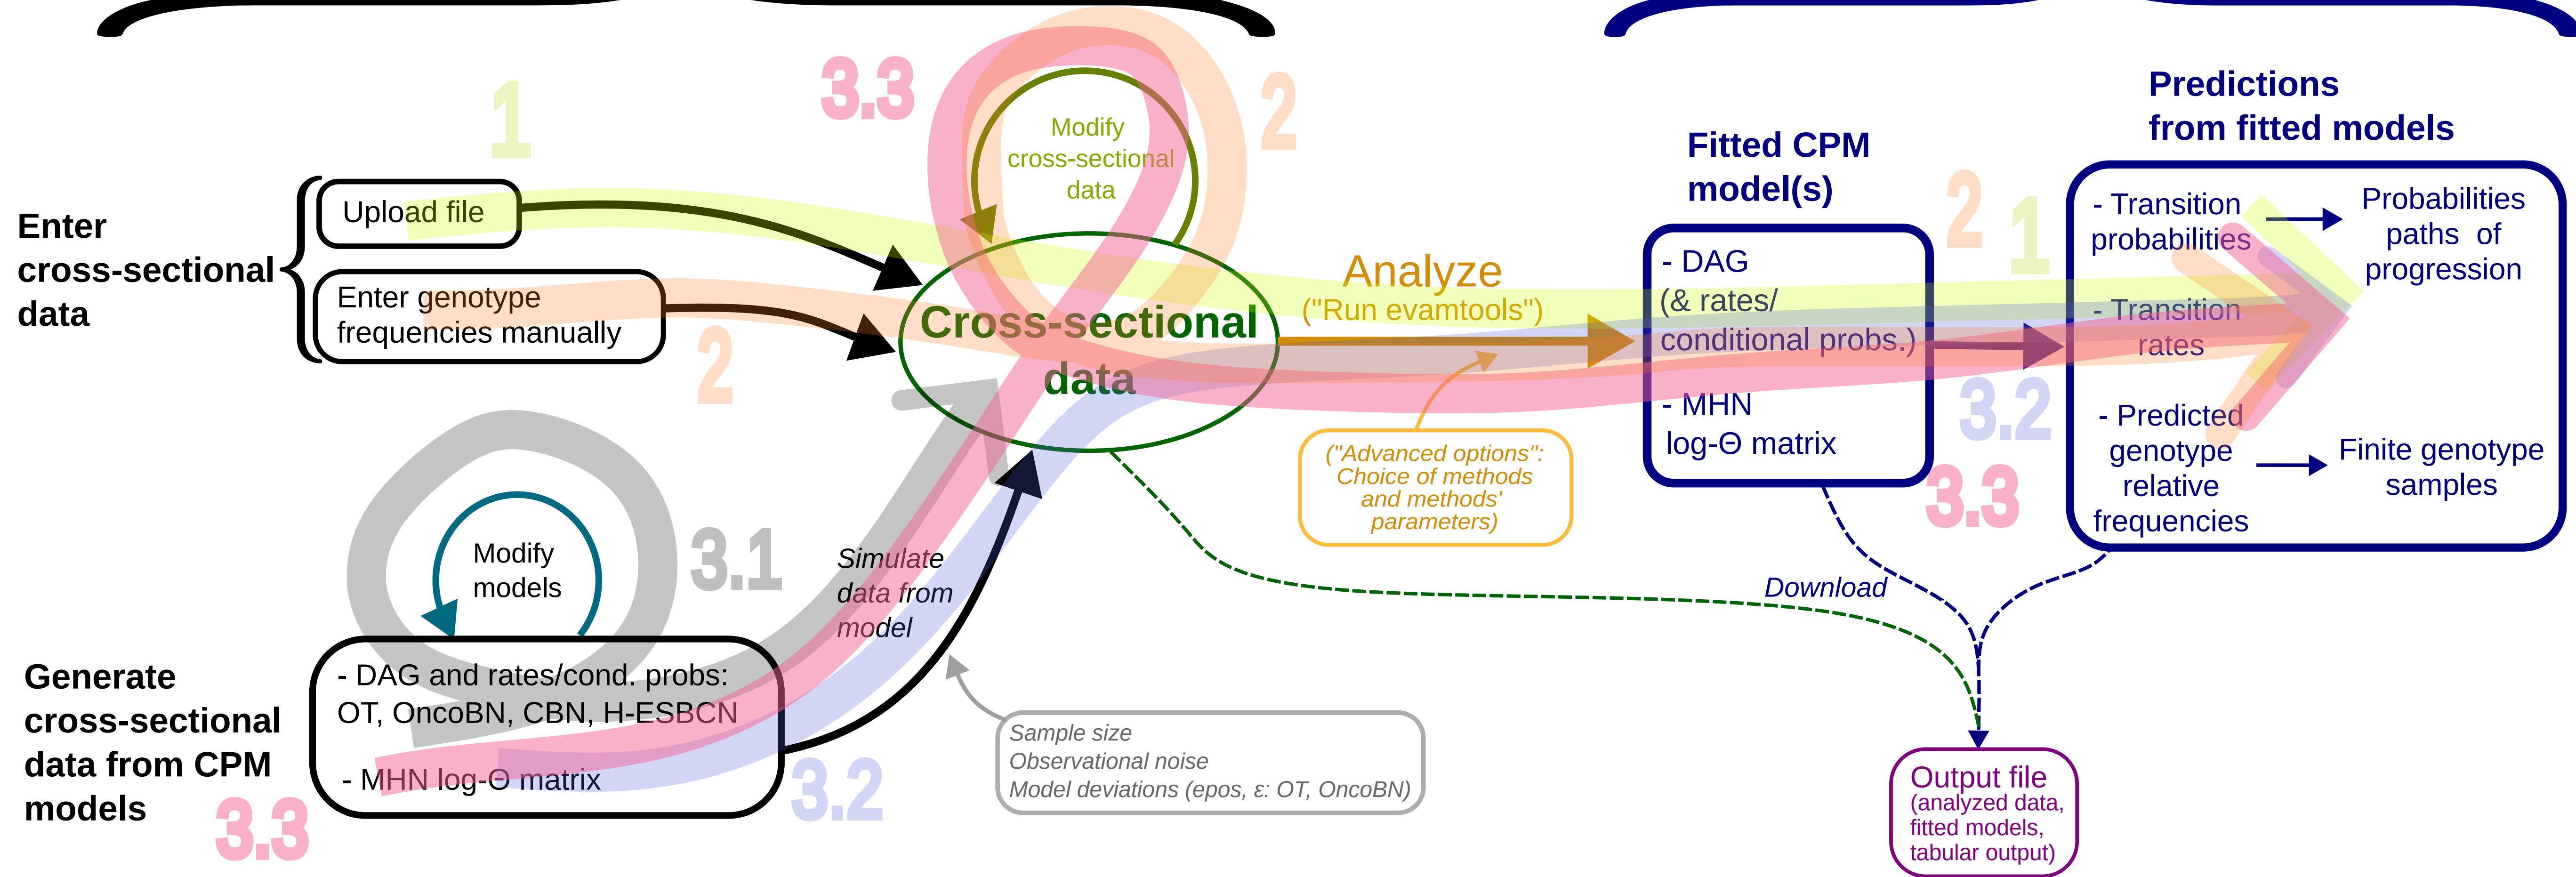 1
3.3
2
Modify
cross-sectional
data
Enter
cross-sectional
data
Upload file
Enter genotype
frequencies manually
2
Cross-sectional
data
Analyze
("Run evamtools")
("Advanced options":
Choice of methods
and methods'
parameters)
Fitted CPM
model(s)
- DAG
(& rates/
conditional probs.)
- MHN
log-Θ matrix
2
1
3.2
3.3
Predictions
from fitted models
- Transition
probabilities
Probabilities
paths of
progression
- Transition
rates
- Predicted
genotype
relative
frequencies
Finite genotype
samples
Modify
models
3.1
Simulate
data from
model
Generate
cross-sectional
data from CPM
models
3.3
- DAG and rates/cond. probs:
OT, OncoBN, CBN, H-ESBCN
- MHN log-Θ matrix
3.2
Sample size
Observational noise
Model deviations (epos, ε: OT, OncoBN)
Download
Output file
(analyzed data,
fitted models,
tabular output)